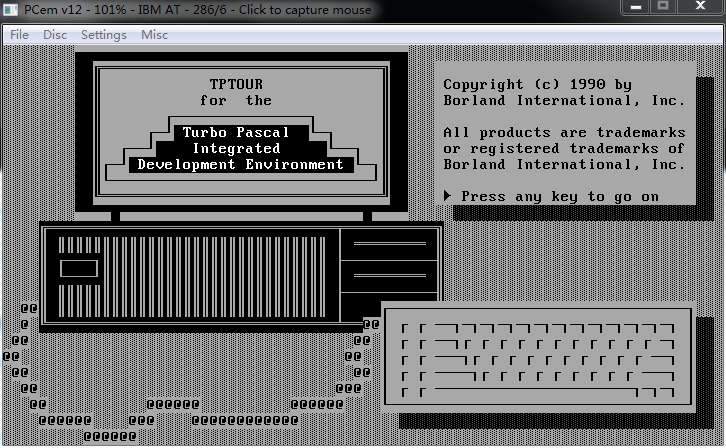 PCem v12 - 101% - IBM AT - 286/6 - Click to capture mouse
File Disc Settings Misc
TPTOUR
for the
Turbo Pascal
Integrated
Development Environment
Copyright (c) 1990 by
Borland International, Inc.
All products are trademarks
or registered trademarks of
Borland International, Inc.
Press any key to go on
@@ @@
@ @@
@@ @@
@@ @@
@@ @@
@@ @@
@@ @@@@@@ @@@@@@
@@@@@@ @@@ @@@@@@@@@@@@
@@@@@@